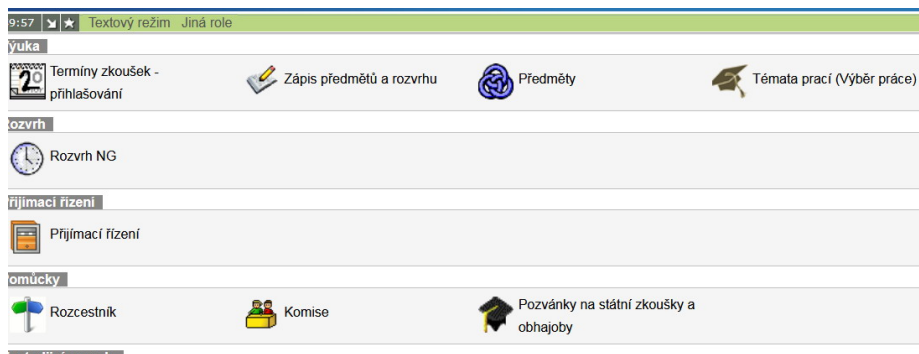 9:57 Textový režim Jiná role
ýuka
Termíny zkoušek - přihlašování
Zápis předmětů a rozvrhu
Předměty
Témata prací (Výběr práce)
ozvrh
Rozvrh NG
řijímací řízení
Přijímací řízení
omůcky
Rozcestník
Komise
Pozvánky na státní zkoušky a obhajoby